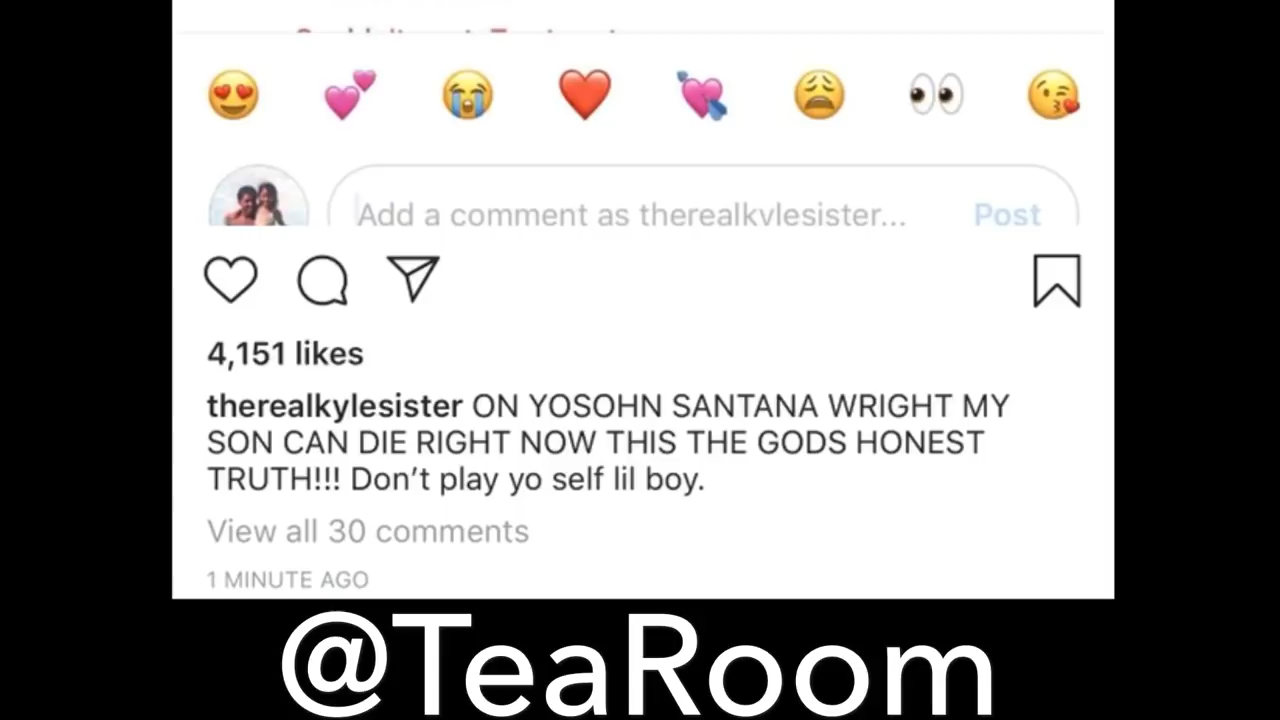 Add a comment as therealkylesister... Post
4,151 likes
therealkylesister ON YOSOHN SANTANA WRIGHT MY
SON CAN DIE RIGHT NOW THIS THE GODS HONEST
TRUTH!!! Don't play yo self lil boy.
View all 30 comments
1 MINUTE AGO
@TeaRoom